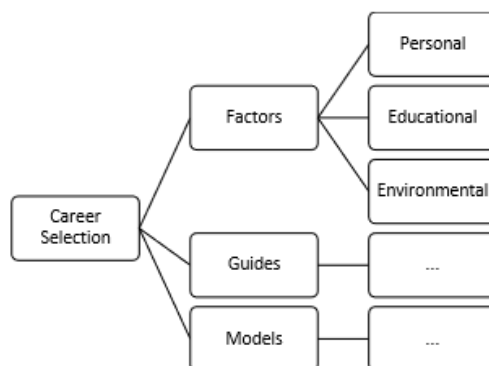 Personal
Factors
Educational
Environmental
Career
Selection
Guides
...
Models
...